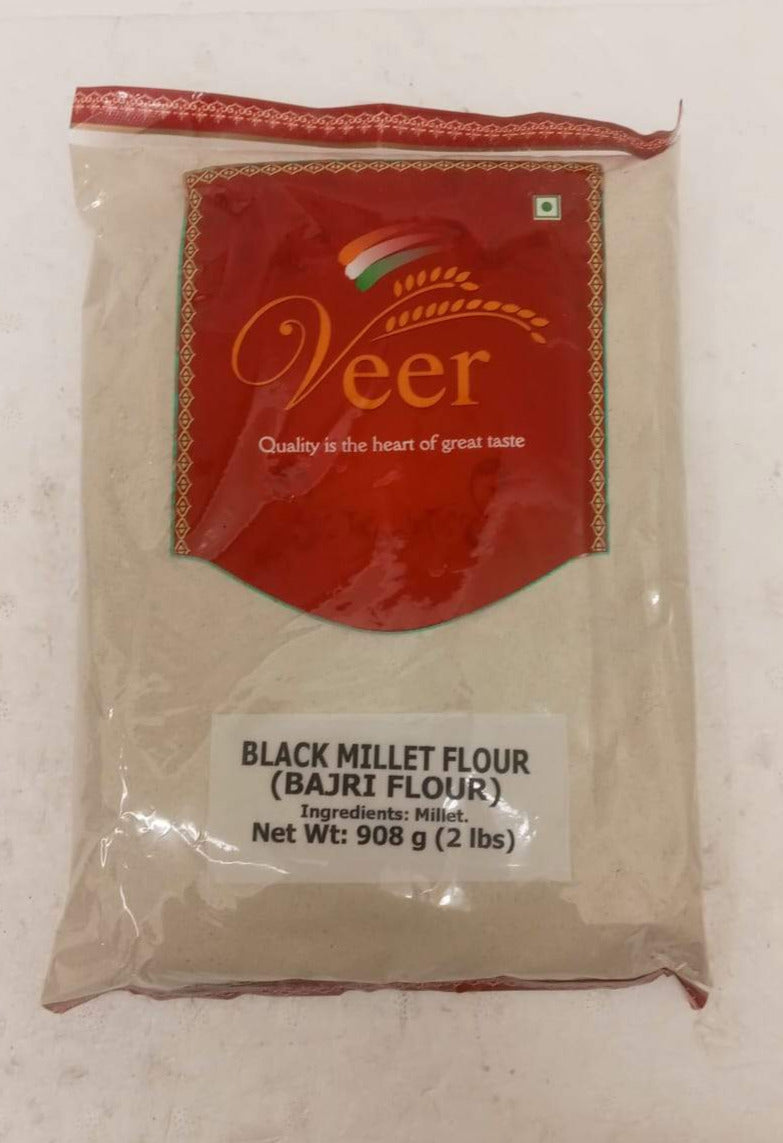 Veer
Quality is the heart of great taste
BLACK MILLET FLOUR
(BAJRI FLOUR)
Ingredients: Millet.
Net Wt: 908 g (2 lbs)